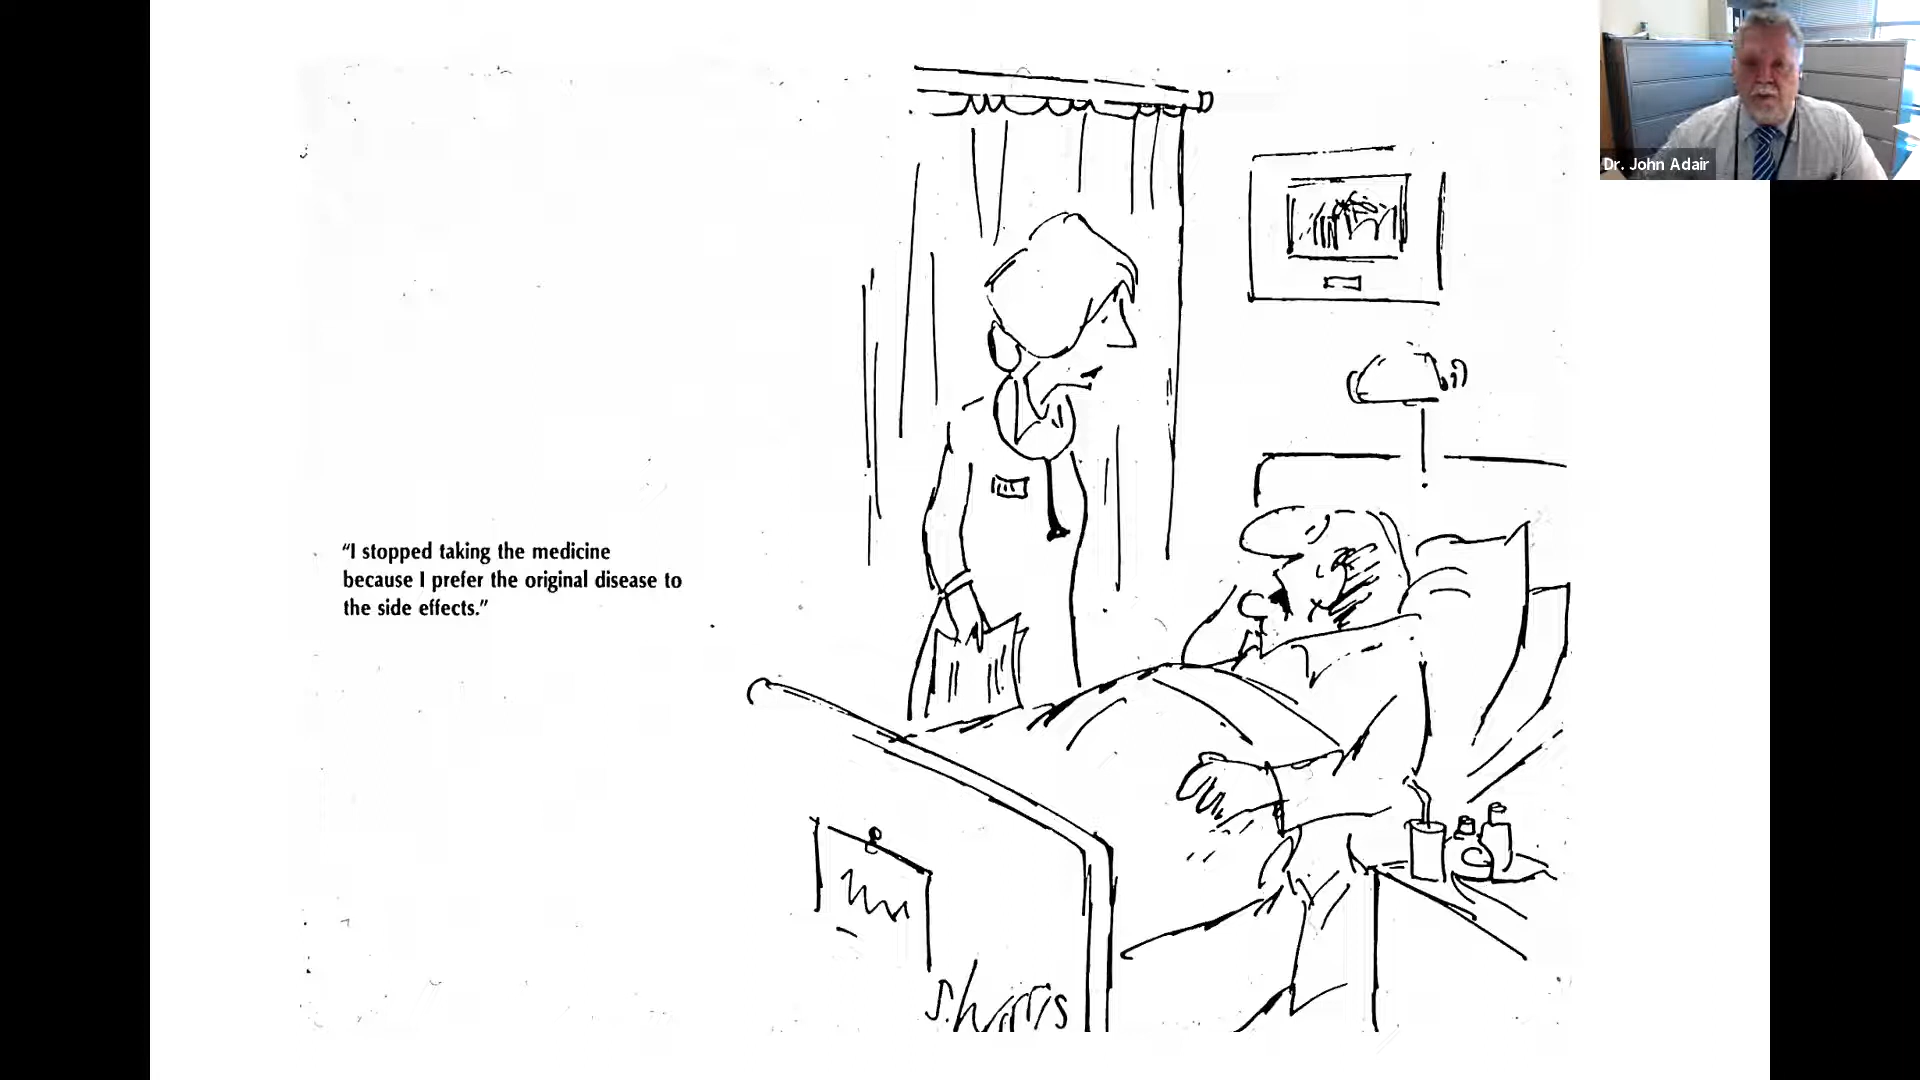 Dr. John Adair
“I stopped taking the medicine
because I prefer the original disease to
the side effects.”
S. Harris